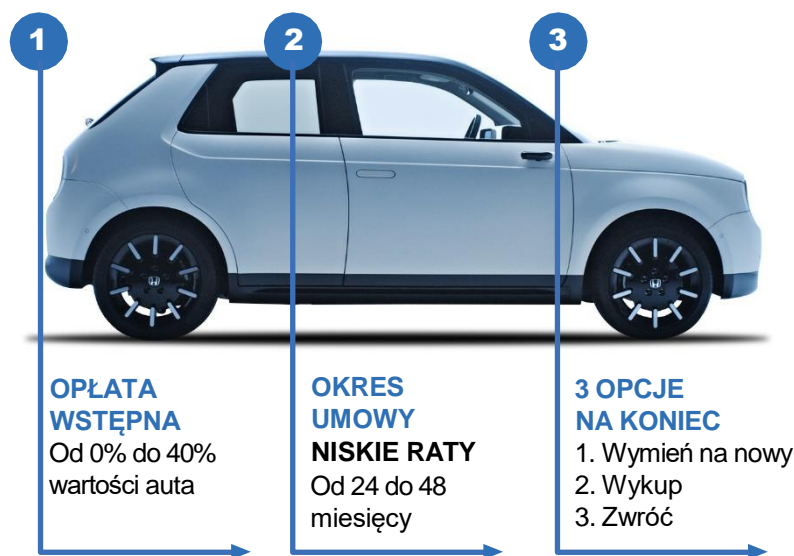 1
2
3
OPŁATA
WSTĘPNA
Od 0% do 40%
wartości auta
OKRES
UMOWY
NISKIE RATY
Od 24 do 48
miesięcy
3 OPCJE
NA KONIEC
1. Wymień na nowy
2. Wykup
3. Zwróć